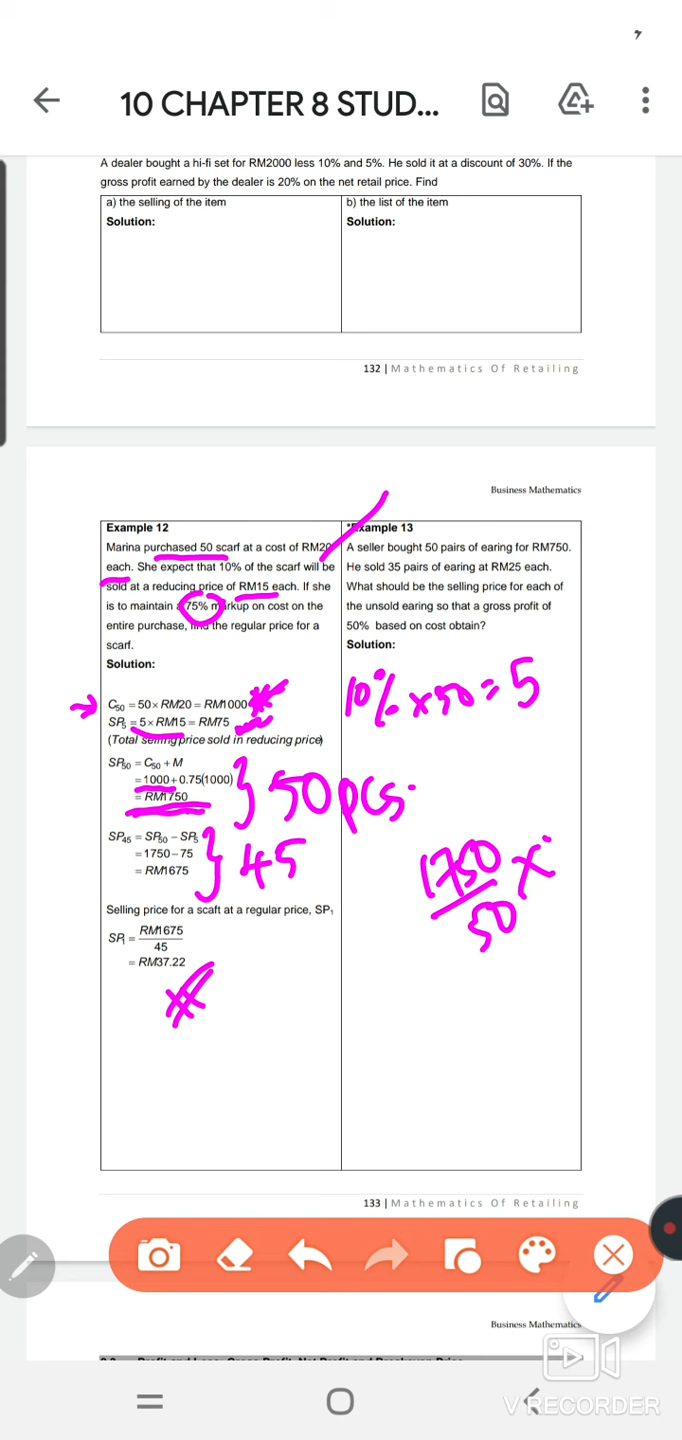 10 CHAPTER 8 STUD...
A dealer bought a hi-fi set for RM2000 less 10% and 5%. He sold it at a discount of 30%. If the
gross profit earned by the dealer is 20% on the net retail price. Find
a) the selling of the item
Solution:
b) the list of the item
Solution:
132 | Mathematics Of Retailing
Business Mathematics
Example 12
Marina purchased 50 scarf at a cost of RM20
each. She expect that 10% of the scarf will be
sold at a reducing price of RM15 each. If she
is to maintain a 75% markup on cost on the
entire purchase, find the regular price for a
scarf.
Solution:
C50 = 50 × RM20 = RM1000
SP5 = 5 × RM15 = RM75
(Total selling price sold in reducing price)
SP50 = C50 + M
= 1000 + 0.75(1000)
= RM1750
50 pcs.
SP45 = SP50 − SP5
= 1750 − 75
= RM1675
45
Selling price for a scaft at a regular price, SP1
SP1 = RM1675
45
= RM37.22
*Example 13
A seller bought 50 pairs of earing for RM750.
He sold 35 pairs of earing at RM25 each.
What should be the selling price for each of
the unsold earing so that a gross profit of
50% based on cost obtain?
Solution:
10% × 50 = 5
1750
50
133 | Mathematics Of Retailing
Business Mathematics
V RECORDER